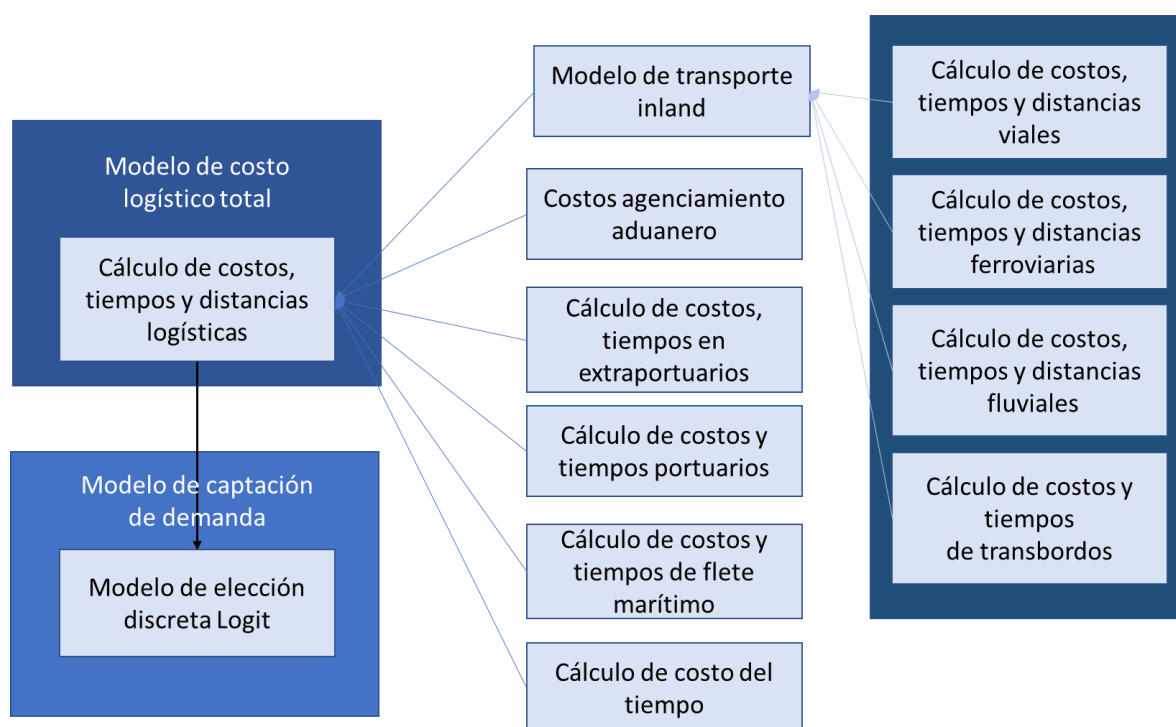 Modelo de costo
logístico total
Cálculo de costos,
tiempos y distancias
logísticas
Modelo de captación
de demanda
Modelo de elección
discreta Logit
Modelo de transporte
inland
Costos agenciamiento
aduanero
Cálculo de costos,
tiempos en
extraportuarios
Cálculo de costos y
tiempos portuarios
Cálculo de costos y
tiempos de flete
marítimo
Cálculo de costo del
tiempo
Cálculo de costos,
tiempos y distancias
viales
Cálculo de costos,
tiempos y distancias
ferroviarias
Cálculo de costos,
tiempos y distancias
fluviales
Cálculo de costos y
tiempos
de transbordos